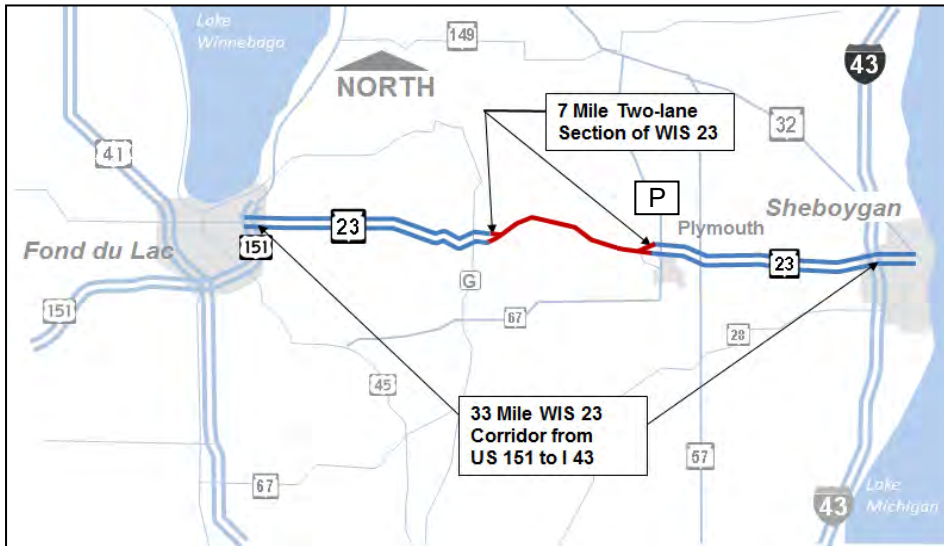 Lake
Winnebago
149
43
NORTH
7 Mile Two-lane
Section of WIS 23
32
41
P
Sheboygan
23
Plymouth
Fond du Lac
151
23
G
151
67
28
45
33 Mile WIS 23
Corridor from
US 151 to I 43
57
67
Lake
Michigan
43